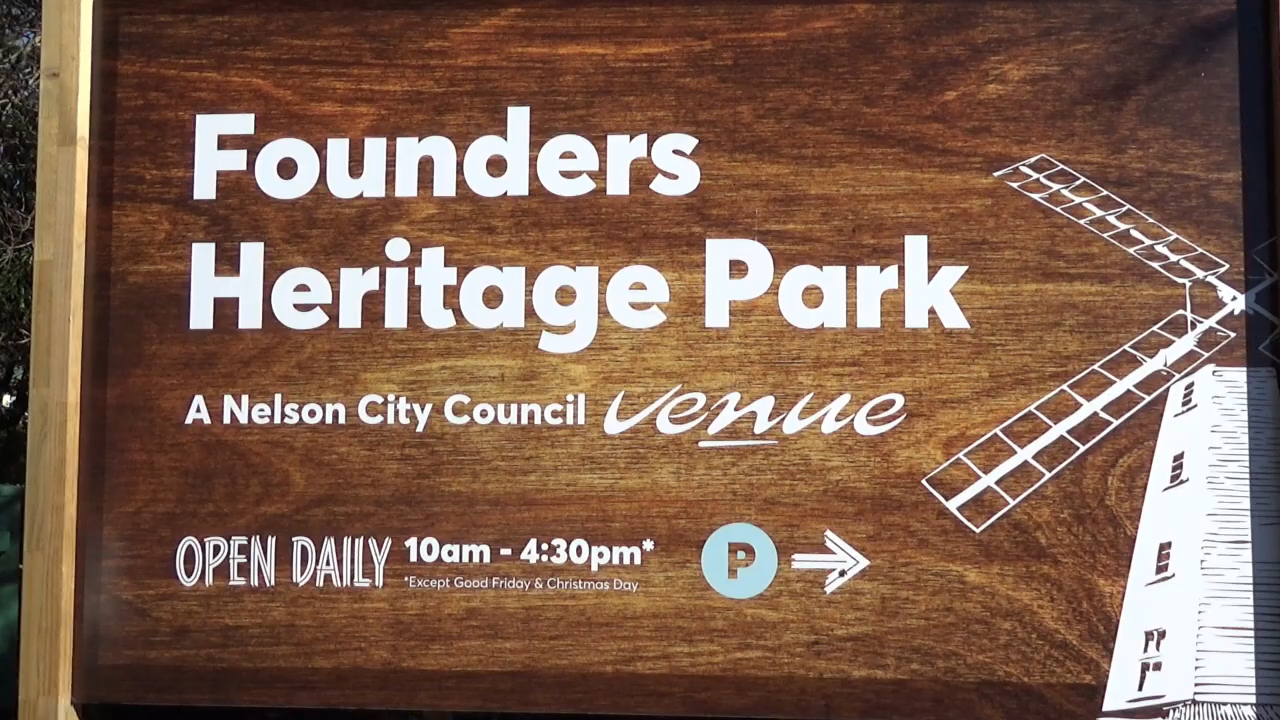 Founders
Heritage Park
A Nelson City Council venue
OPEN DAILY 10am - 4:30pm*
*Except Good Friday & Christmas Day
P